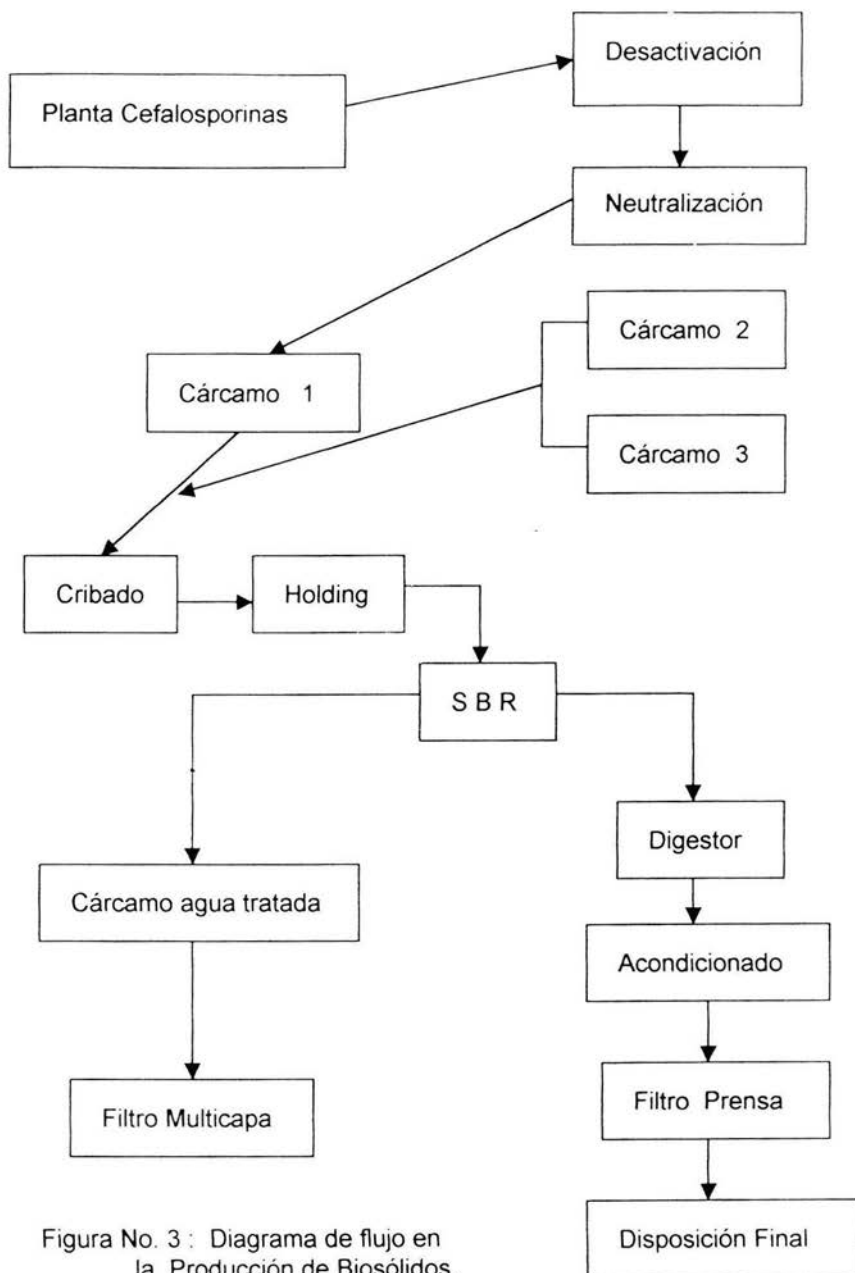 Desactivación
Planta Cefalosporinas
Neutralización
Cárcamo 2
Cárcamo 1
Cárcamo 3
Cribado
Holding
S B R
Digestor
Cárcamo agua tratada
Acondicionado
Filtro Multicapa
Filtro Prensa
Disposición Final
Figura No. 3 : Diagrama de flujo en
la Producción de Biosólidos